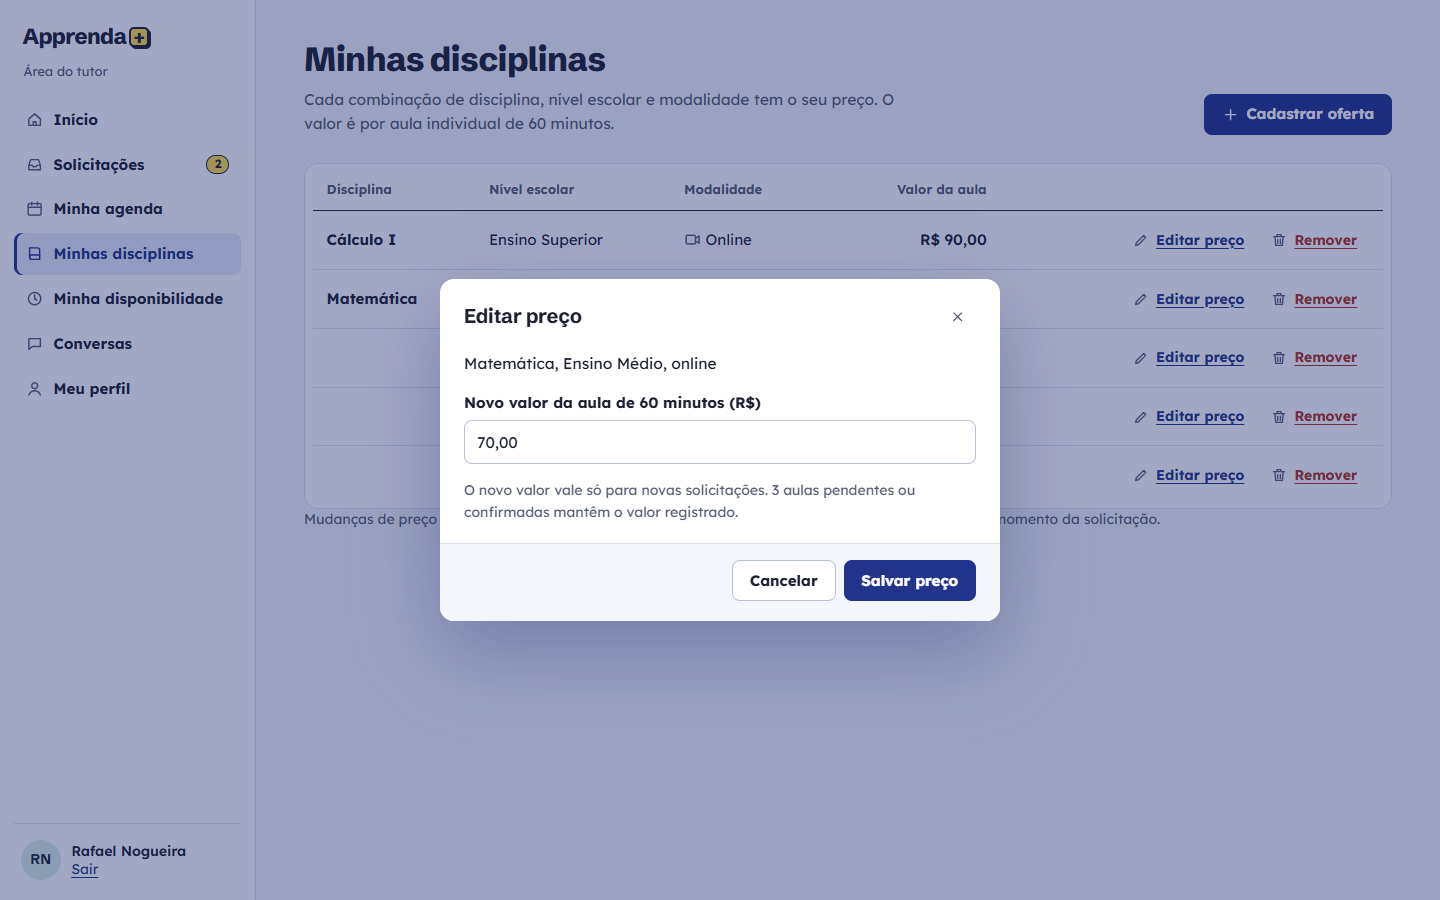 Apprenda+
Área do tutor
Início
Solicitações 2
Minha agenda
Minhas disciplinas
Minha disponibilidade
Conversas
Meu perfil
RN
Rafael Nogueira
Sair
Minhas disciplinas
Cada combinação de disciplina, nível escolar e modalidade tem o seu preço. O
valor é por aula individual de 60 minutos.
Cadastrar oferta
Disciplina Nível escolar Modalidade Valor da aula
Cálculo I Ensino Superior Online R$ 90,00 Editar preço Remover
Matemática Editar preço Remover
Editar preço Remover
Editar preço Remover
Editar preço Remover
Mudanças de preço momento da solicitação.
Editar preço
Matemática, Ensino Médio, online
Novo valor da aula de 60 minutos (R$)
70,00
O novo valor vale só para novas solicitações. 3 aulas pendentes ou
confirmadas mantêm o valor registrado.
Cancelar Salvar preço